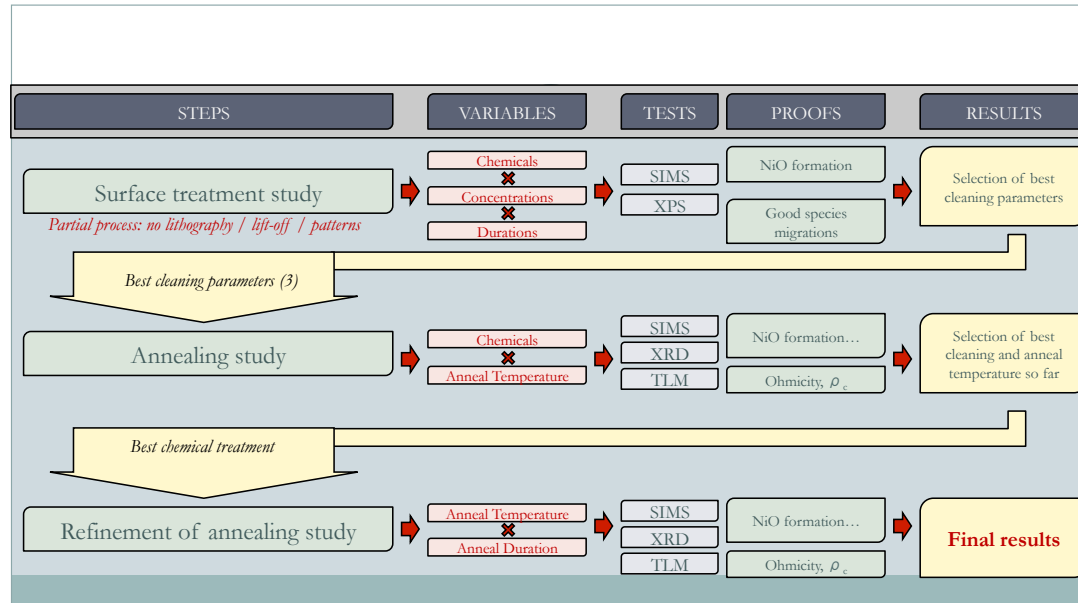 STEPS
VARIABLES
TESTS
PROOFS
RESULTS
Surface treatment study
Partial process: no lithography / lift-off / patterns
Chemicals
Concentrations
Durations
SIMS
XPS
NiO formation
Good species
migrations
Selection of best
cleaning parameters
Best cleaning parameters (3)
Annealing study
Chemicals
Anneal Temperature
SIMS
XRD
TLM
NiO formation…
Ohmicity, ρ c
Selection of best
cleaning and anneal
temperature so far
Best chemical treatment
Refinement of annealing study
Anneal Temperature
Anneal Duration
SIMS
XRD
TLM
NiO formation…
Ohmicity, ρ c
Final results